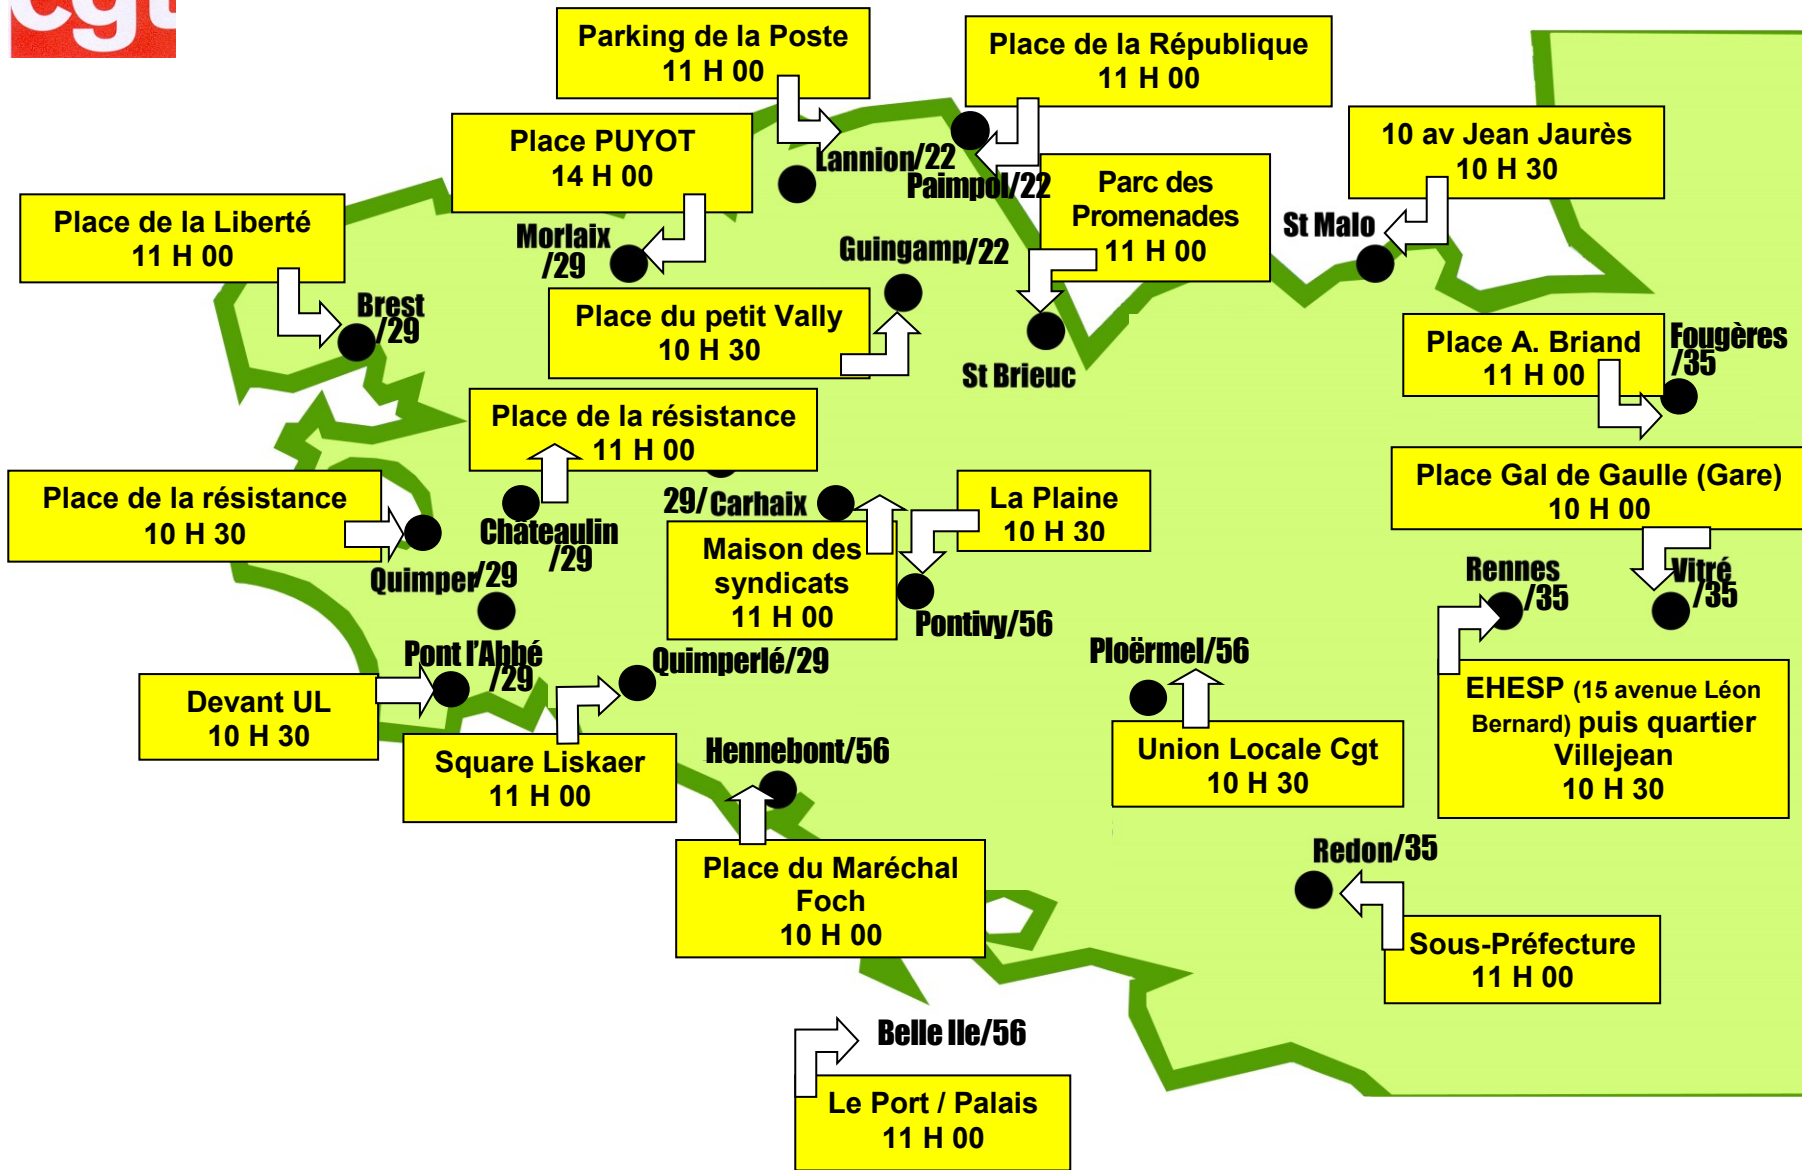 cgt
Parking de la Poste
11 H 00
Place de la République
11 H 00
Place PUYOT
14 H 00
10 av Jean Jaurès
10 H 30
Lannion/22
Paimpol/22
Parc des
Promenades
11 H 00
Place de la Liberté
11 H 00
Morlaix
/29
Guingamp/22
St Malo
Brest
/29
Place du petit Vally
10 H 30
St Brieuc
Place A. Briand
11 H 00
Fougères
/35
Place de la résistance
11 H 00
Place de la résistance
10 H 30
Châteaulin
/29
29/ Carhaix
La Plaine
10 H 30
Place Gal de Gaulle (Gare)
10 H 00
Maison des
syndicats
11 H 00
Quimper/29
Pontivy/56
Rennes
/35
Vitré
/35
Pont l'Abbé
/29
Quimperlé/29
Ploërmel/56
Devant UL
10 H 30
Square Liskaer
11 H 00
Hennebont/56
Union Locale Cgt
10 H 30
EHESP (15 avenue Léon
Bernard) puis quartier
Villejean
10 H 30
Place du Maréchal
Foch
10 H 00
Redon/35
Sous-Préfecture
11 H 00
Belle Ile/56
Le Port / Palais
11 H 00